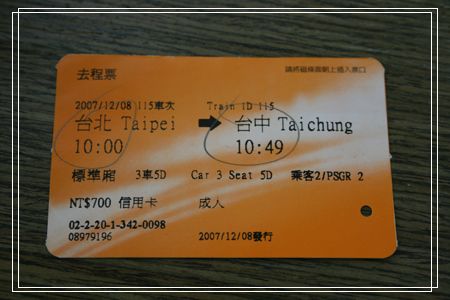 去程票
請將磁條面朝上插入票口
2007/12/08 115車次 Train ID 115
台北 Taipei → 台中 Taichung
10:00 10:49
標準廂 3車5D Car 3 Seat 5D 乘客2/PSGR 2
NT$700 信用卡 成人
02-2-20-1-342-0098
08979196 2007/12/08發行